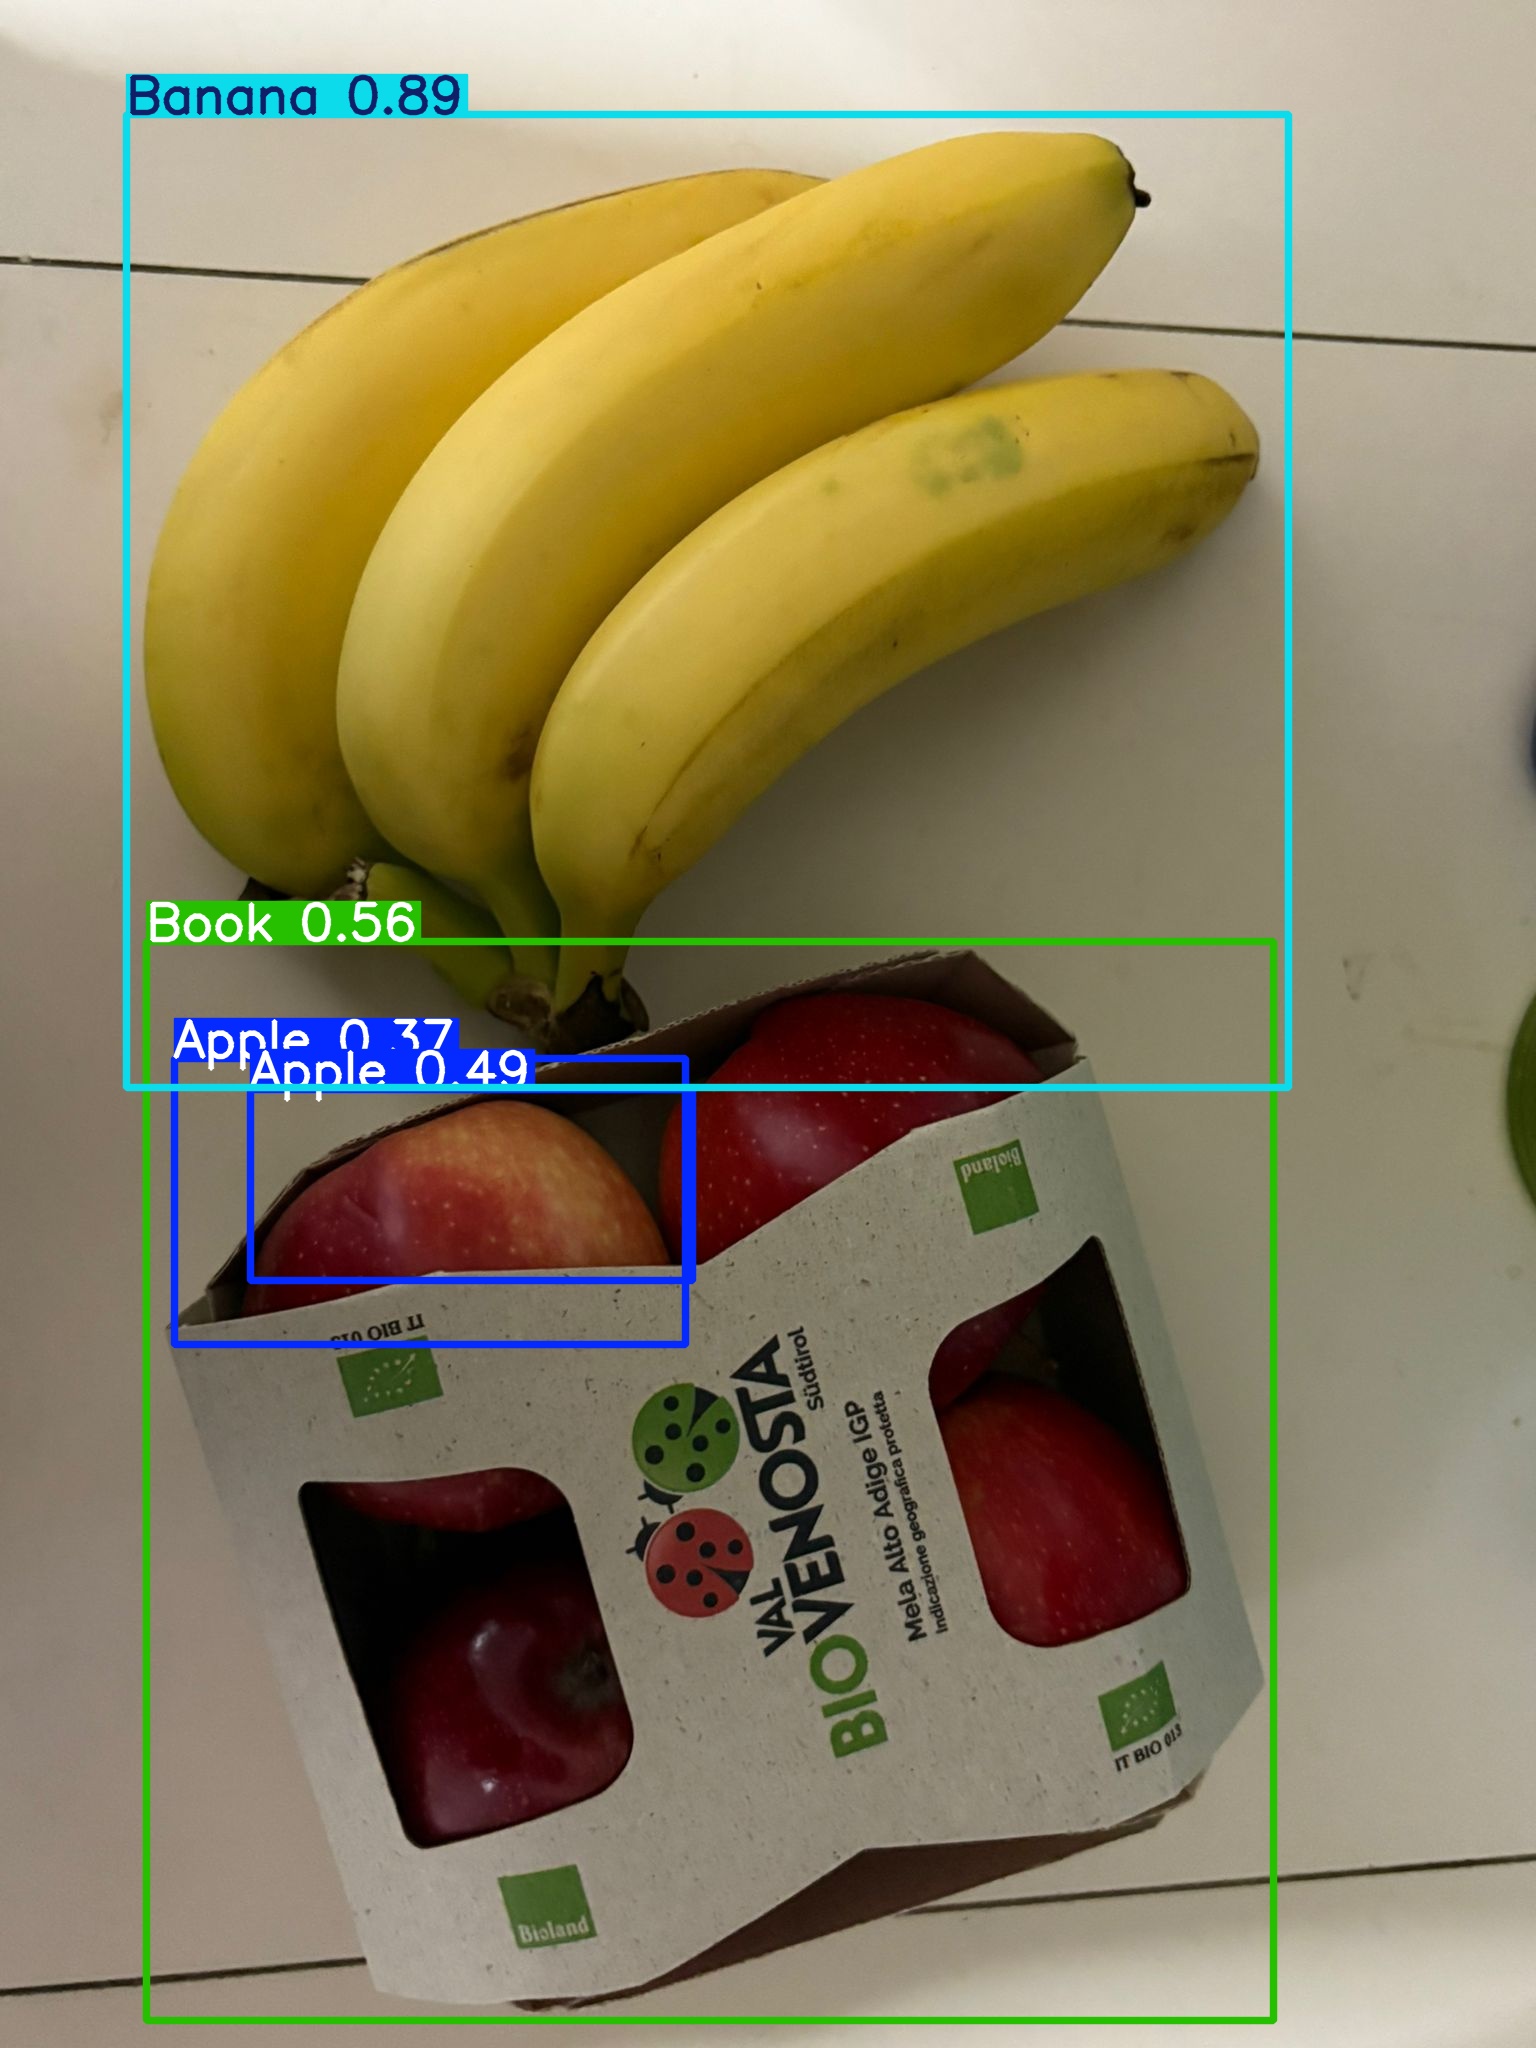 Banana 0.89
Book 0.56
Apple 0.37
Apple 0.49
Bioland
IT BIO 013
VAL
BIO VENOSTA
Südtirol
Mela Alto Adige IGP
Indicazione geografica protetta
IT BIO 013
Bioland